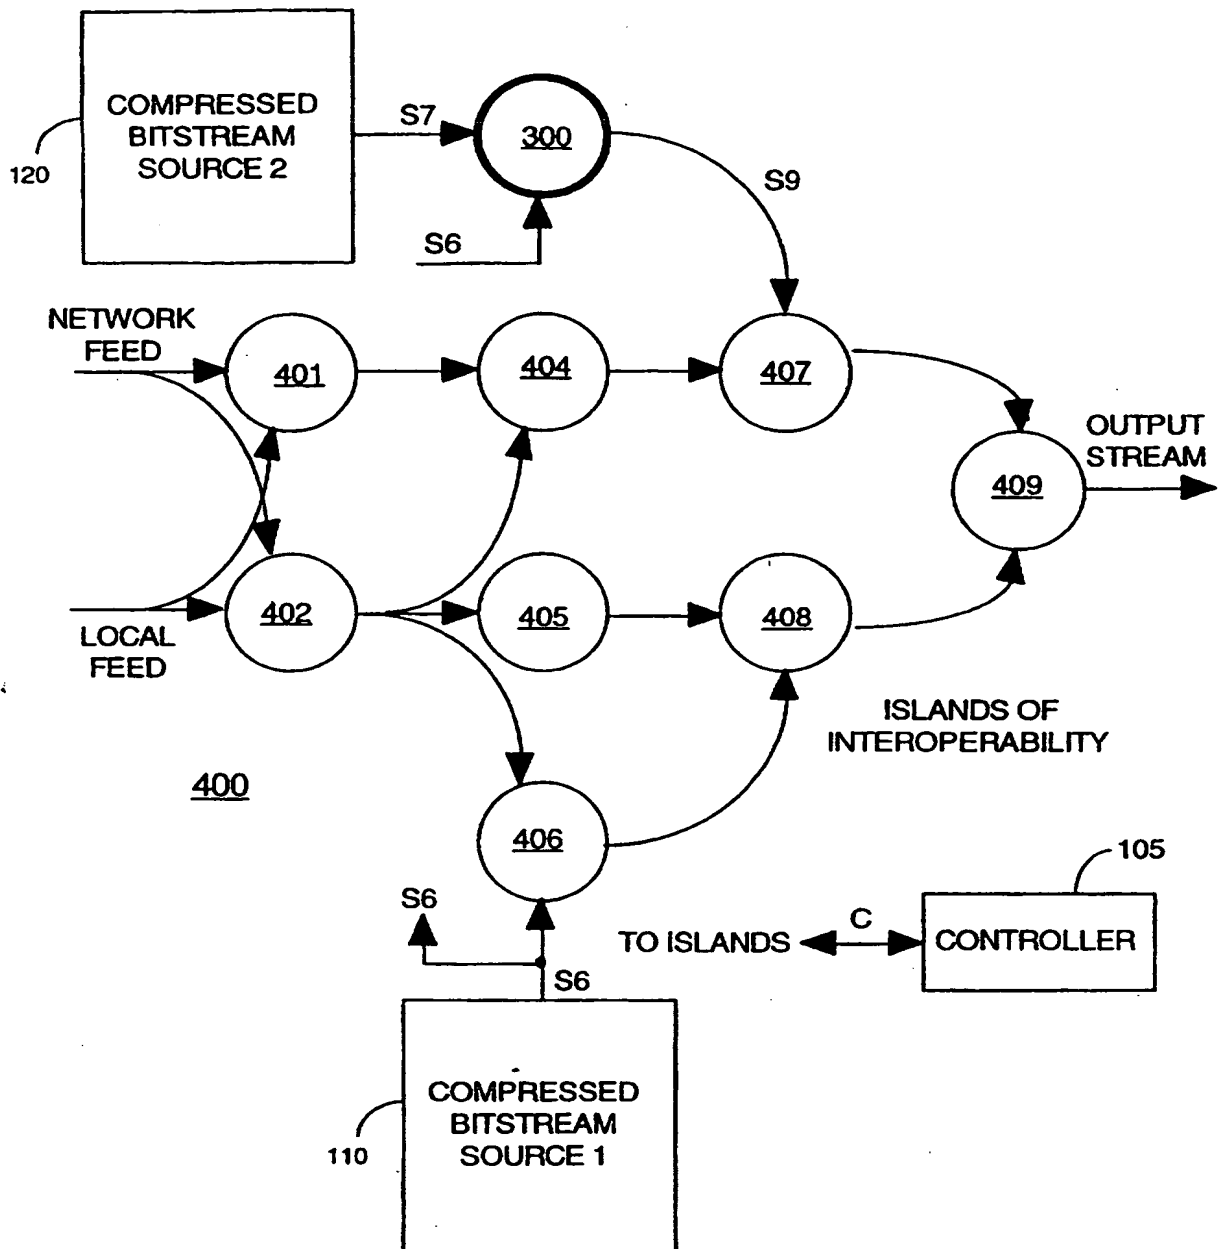 COMPRESSED
BITSTREAM
SOURCE 2
120
S7
300
S6
S9
NETWORK
FEED
401
404
407
OUTPUT
STREAM
409
402
405
408
LOCAL
FEED
ISLANDS OF
INTEROPERABILITY
400
406
105
S6
TO ISLANDS
C
CONTROLLER
S6
COMPRESSED
BITSTREAM
SOURCE 1
110